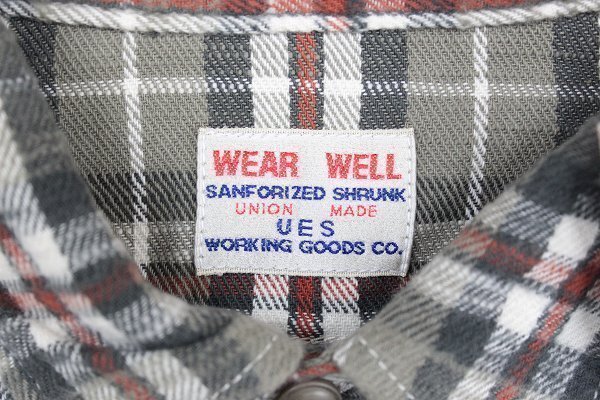 WEAR WELL
SANFORIZED SHRUNK
UNION MADE
UES
WORKING GOODS CO.